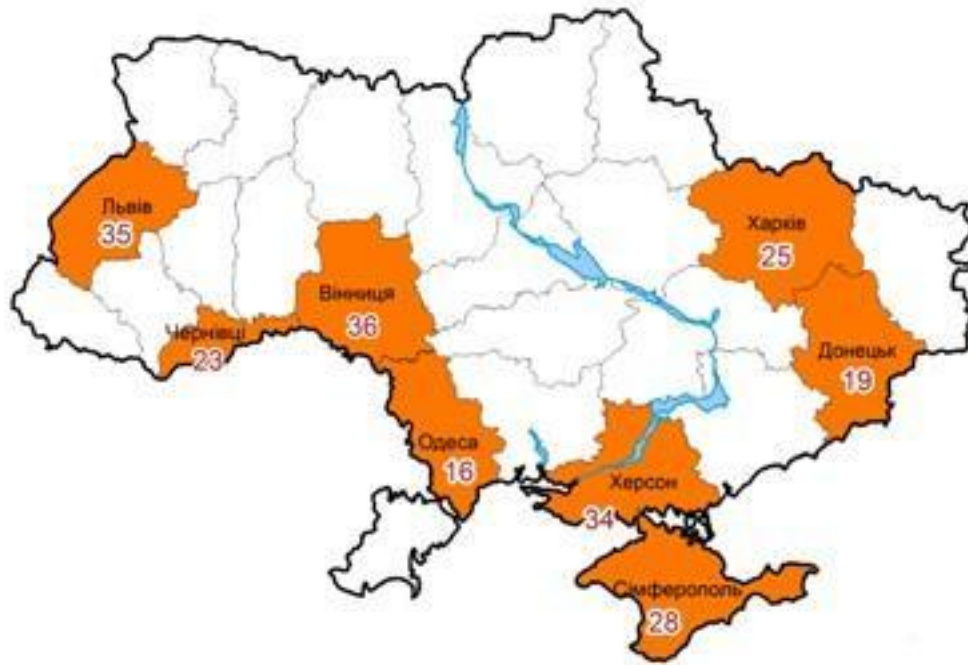 Львів
35
Харків
25
Вінниця
36
Чернівці
23
Донецьк
19
Одеса
16
Херсон
34
Сімферополь
28